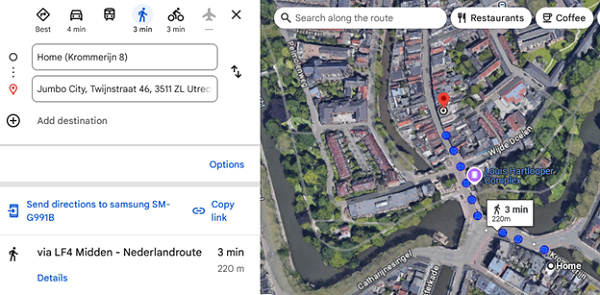 Best
4 min
3 min
3 min
—
Home (Krommerijn 8)
Jumbo City, Twijnstraat 46, 3511 ZL Utrec
Add destination
Options
Send directions to samsung SM-
G991B
Copy
link
via LF4 Midden - Nederlandroute
3 min
220 m
Details
Search along the route
Restaurants
Coffee
Wijde Doelen
Louis Hartlooper
Complex
3 min
220m
Home
Catharijnesingel